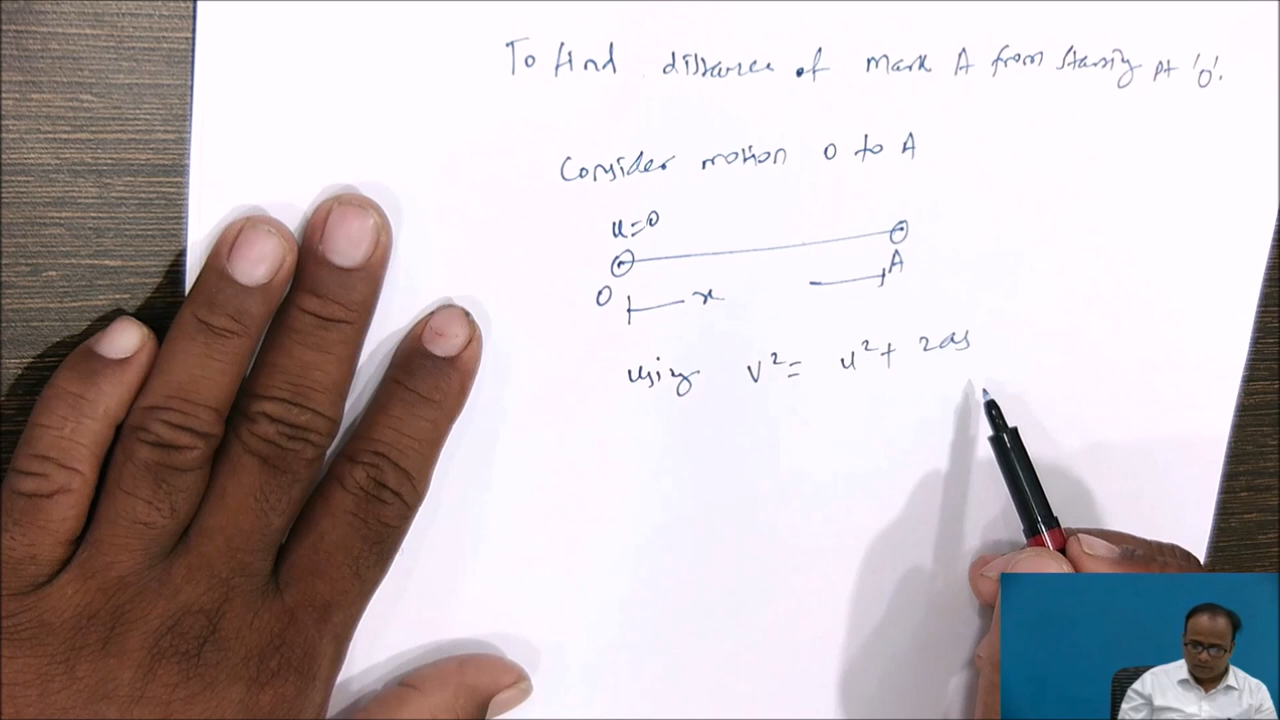 To find distance of mark A from starting pt 'O'.
Consider motion O to A
u=0
O
A
x
using v²= u²+ 2as